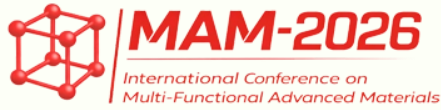 MAM-2026
International Conference on
Multi-Functional Advanced Materials